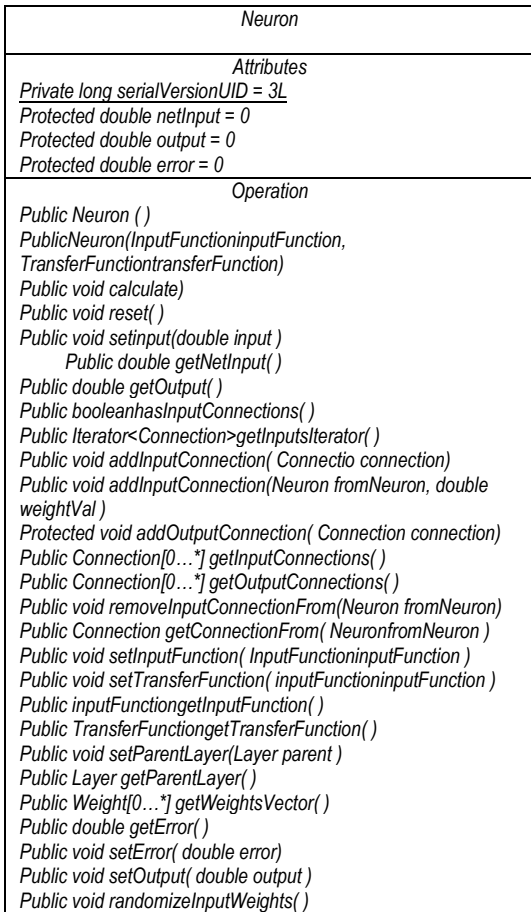 Neuron
Attributes
Private long serialVersionUID = 3L
Protected double netInput = 0
Protected double output = 0
Protected double error = 0
Operation
Public Neuron ( )
PublicNeuron(InputFunctioninputFunction,
TransferFunctiontransferFunction)
Public void calculate)
Public void reset( )
Public void setinput(double input )
Public double getNetInput( )
Public double getOutput( )
Public booleanhasInputConnections( )
Public Iterator<Connection>getInputsIterator( )
Public void addInputConnection( Connectio connection)
Public void addInputConnection(Neuron fromNeuron, double
weightVal )
Protected void addOutputConnection( Connection connection)
Public Connection[0…*] getInputConnections( )
Public Connection[0…*] getOutputConnections( )
Public void removeInputConnectionFrom(Neuron fromNeuron)
Public Connection getConnectionFrom( NeuronfromNeuron )
Public void setInputFunction( InputFunctioninputFunction )
Public void setTransferFunction( inputFunctioninputFunction )
Public inputFunctiongetInputFunction( )
Public TransferFunctiongetTransferFunction( )
Public void setParentLayer(Layer parent )
Public Layer getParentLayer( )
Public Weight[0…*] getWeightsVector( )
Public double getError( )
Public void setError( double error)
Public void setOutput( double output )
Public void randomizeInputWeights( )